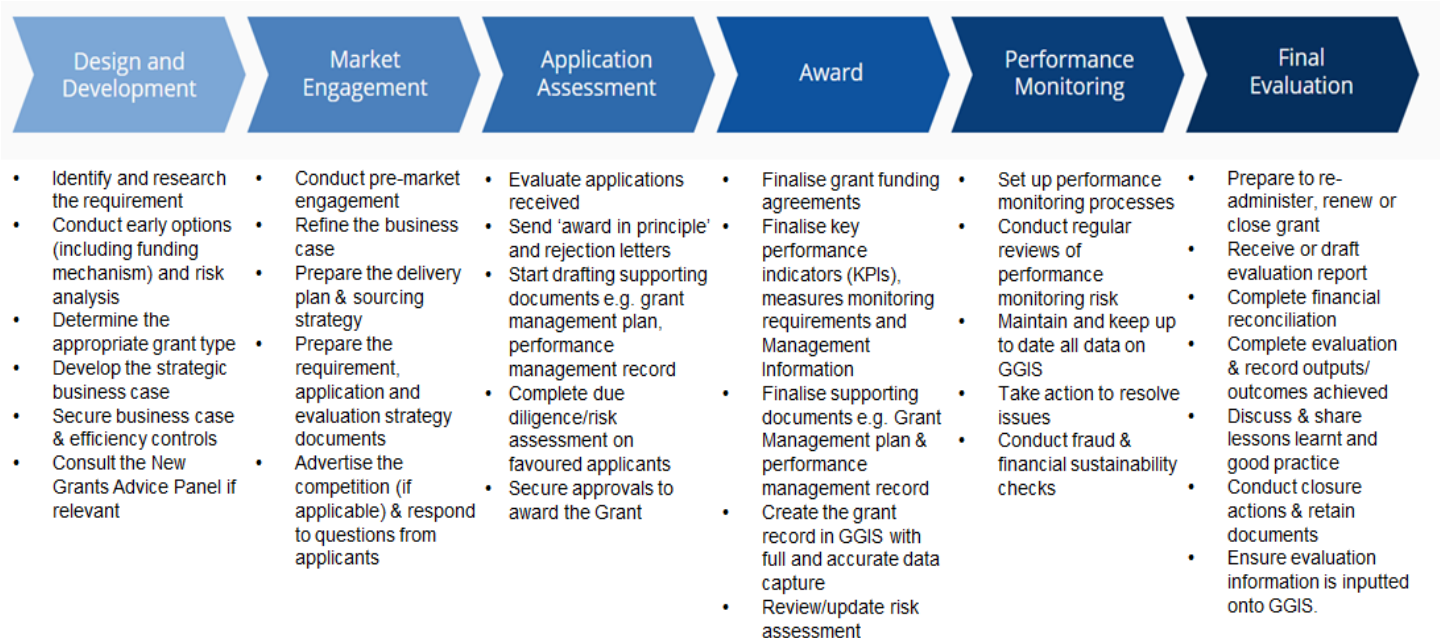 Design and
Development
Market
Engagement
Application
Assessment
Award
Performance
Monitoring
Final
Evaluation
• Identify and research
the requirement
• Conduct early options
(including funding
mechanism) and risk
analysis
• Determine the
appropriate grant type
• Develop the strategic
business case
• Secure business case
& efficiency controls
• Consult the New
Grants Advice Panel if
relevant
• Conduct pre-market
engagement
• Refine the business
case
• Prepare the delivery
plan & sourcing
strategy
• Prepare the
requirement,
application and
evaluation strategy
documents
• Advertise the
competition (if
applicable) & respond
to questions from
applicants
• Evaluate applications
received
• Send ‘award in principle’
and rejection letters
• Start drafting supporting
documents e.g. grant
management plan,
performance
management record
• Complete due
diligence/risk
assessment on
favoured applicants
• Secure approvals to
award the Grant
• Finalise grant funding
agreements
• Finalise key
performance
indicators (KPIs),
measures monitoring
requirements and
Management
Information
• Finalise supporting
documents e.g. Grant
Management plan &
performance
management record
• Create the grant
record in GGIS with
full and accurate data
capture
• Review/update risk
assessment
• Set up performance
monitoring processes
• Conduct regular
reviews of
performance
monitoring risk
• Maintain and keep up
to date all data on
GGIS
• Take action to resolve
issues
• Conduct fraud &
financial sustainability
checks
• Prepare to re-
administer, renew or
close grant
• Receive or draft
evaluation report
• Complete financial
reconciliation
• Complete evaluation
& record outputs/
outcomes achieved
• Discuss & share
lessons learnt and
good practice
• Conduct closure
actions & retain
documents
• Ensure evaluation
information is inputted
onto GGIS.